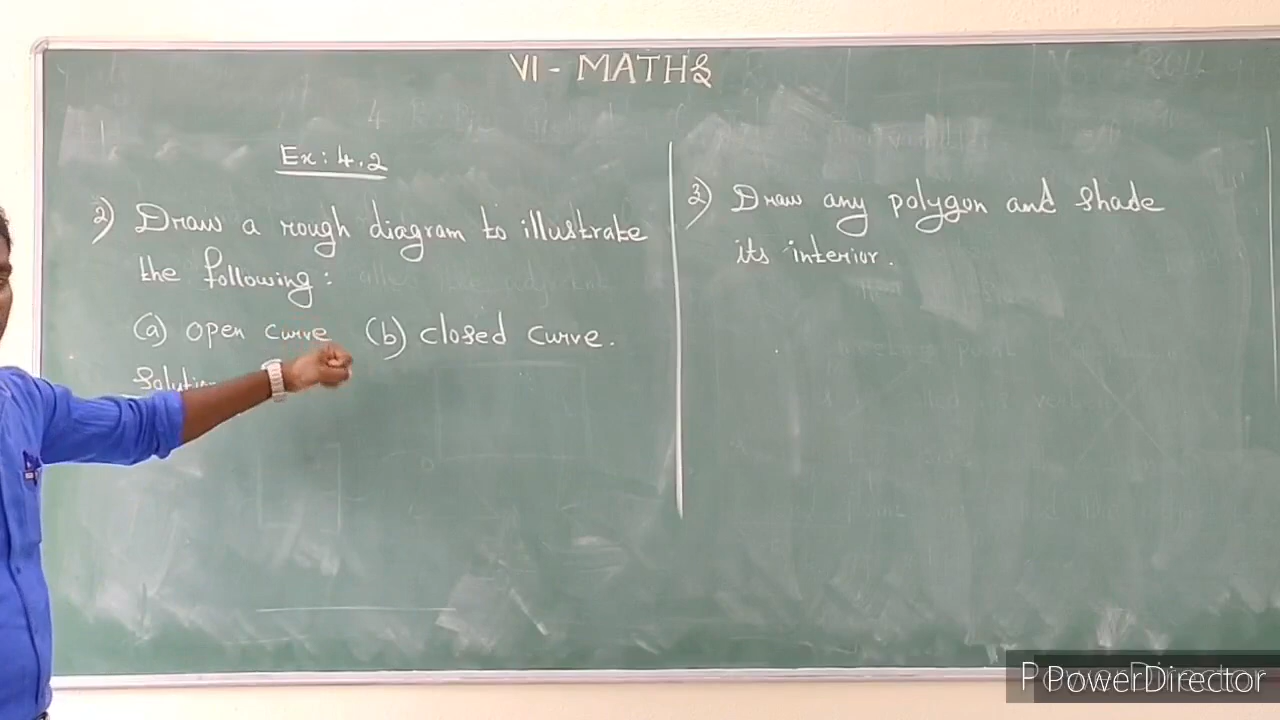 VI - MATHS
Ex: 4.2
2) Draw a rough diagram to illustrate
the following:
(a) open curve (b) closed curve.
Solution
3) Draw any polygon and shade
its interior.
PowerDirector